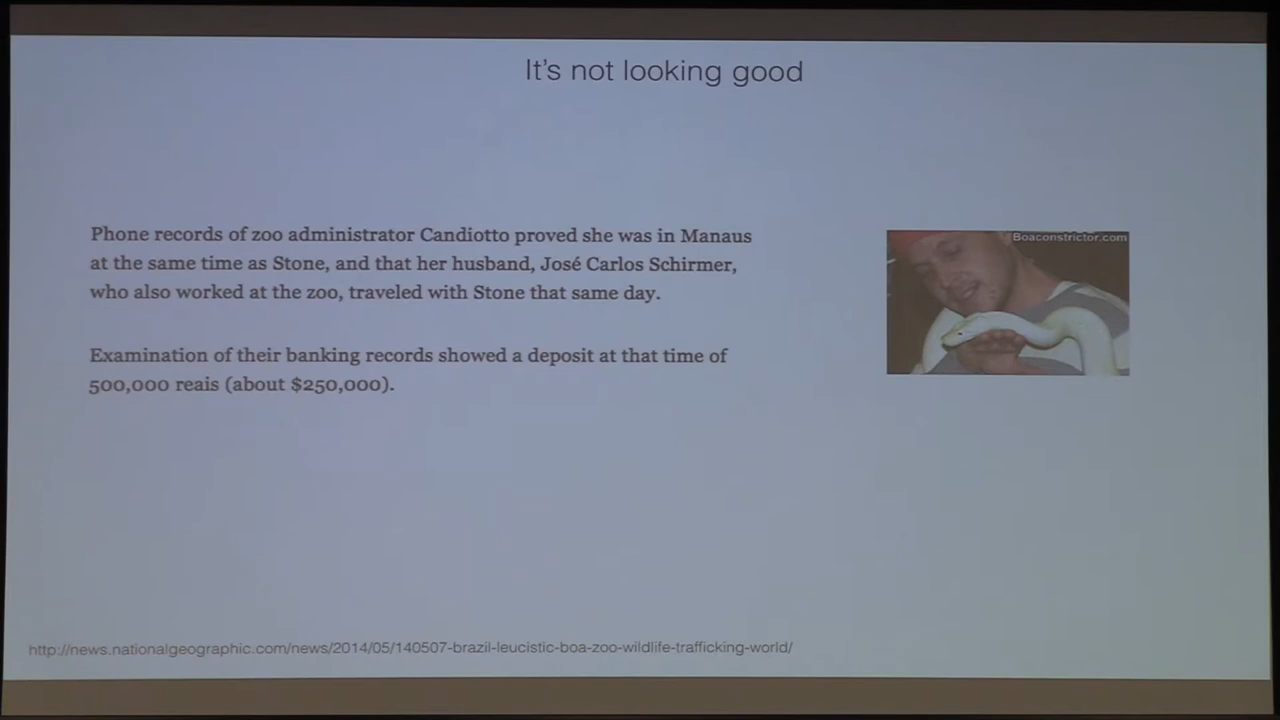 It's not looking good
Phone records of zoo administrator Candiotto proved she was in Manaus
at the same time as Stone, and that her husband, José Carlos Schirmer,
who also worked at the zoo, traveled with Stone that same day.
Examination of their banking records showed a deposit at that time of
500,000 reais (about $250,000).
Boaconstrictor.com
http://news.nationalgeographic.com/news/2014/05/140507-brazil-leucistic-boa-zoo-wildlife-trafficking-world/